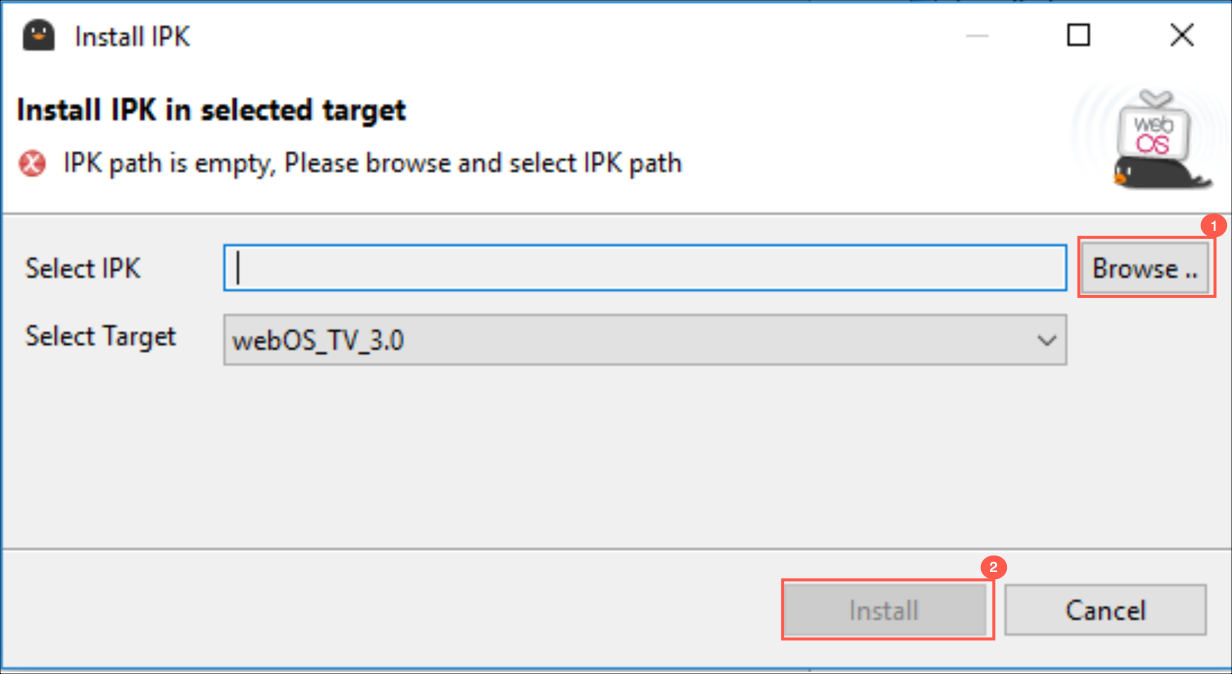 Install IPK
Install IPK in selected target
IPK path is empty, Please browse and select IPK path
web
OS
1
Select IPK
Browse ..
Select Target
webOS_TV_3.0
2
Install
Cancel